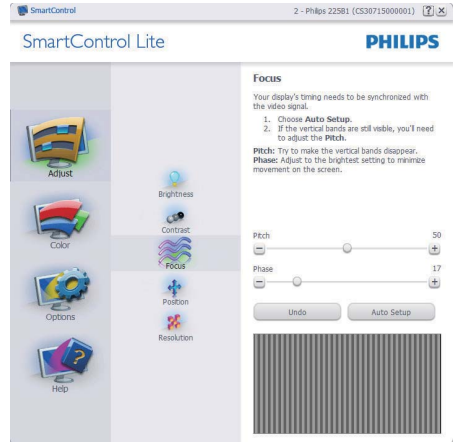 SmartControl
2 - Philips 225B1 (CS30715000001)
SmartControl Lite
PHILIPS
Adjust
Color
Options
Help
Brightness
Contrast
Focus
Position
Resolution
Focus
Your display's timing needs to be synchronized with
the video signal.
1. Choose Auto Setup.
2. If the vertical bands are still visible, you'll need
to adjust the Pitch.
Pitch: Try to make the vertical bands disappear.
Phase: Adjust to the brightest setting to minimize
movement on the screen.
Pitch 50
Phase 17
Undo Auto Setup